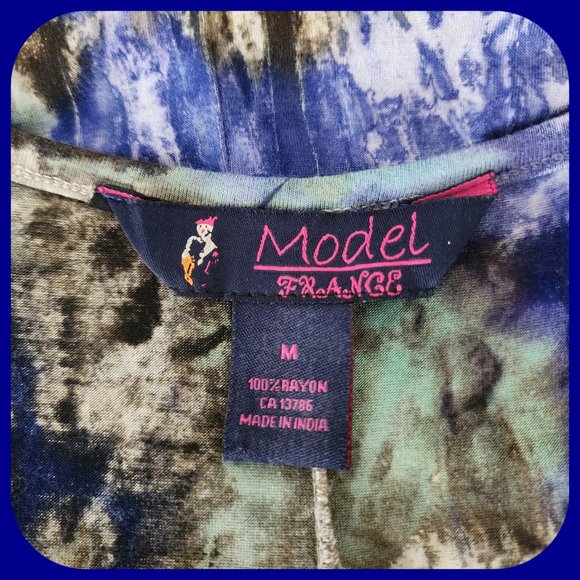 Model
FRANCE
M
100% RAYON
CA 13786
MADE IN INDIA